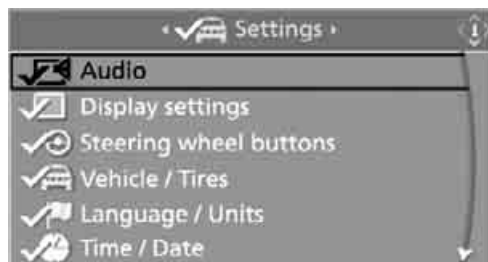 Settings
Audio
Display settings
Steering wheel buttons
Vehicle / Tires
Language / Units
Time / Date